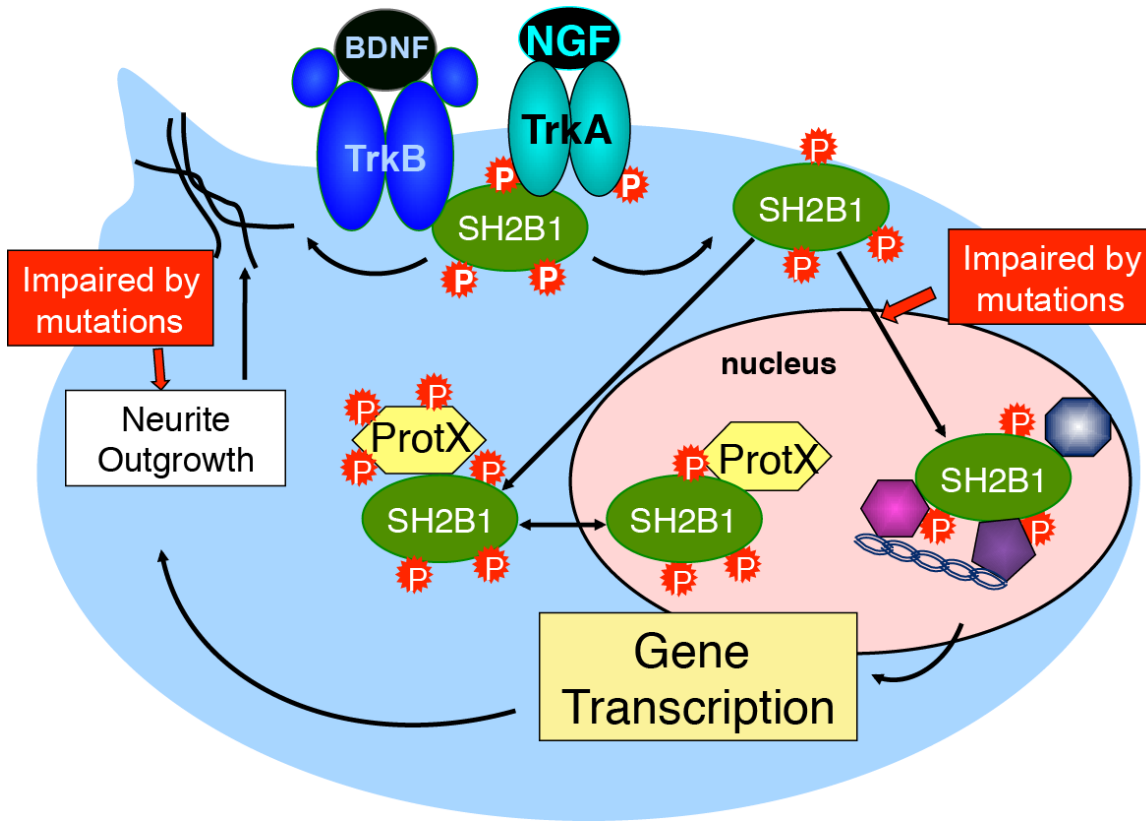 BDNF
NGF
TrkB
TrkA
P
P
P
SH2B1
P
P
SH2B1
P
P
P
Impaired by
mutations
Impaired by
mutations
nucleus
Neurite
Outgrowth
P
P
ProtX
P
P
SH2B1
P
P
ProtX
P
SH2B1
P
P
P
SH2B1
P
P
Gene
Transcription